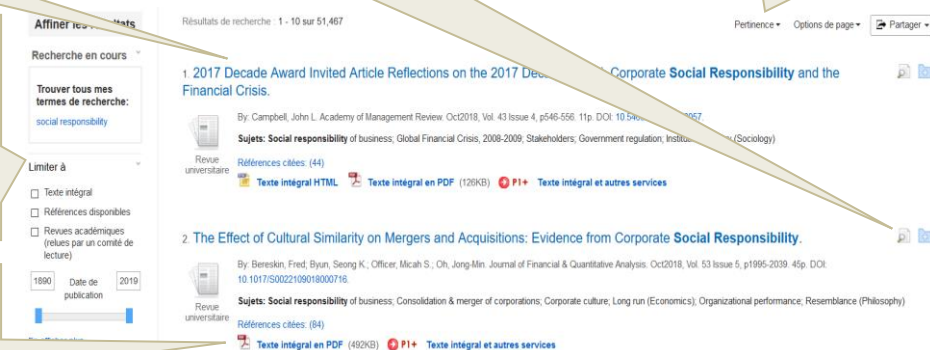 Affiner les
Résultats de recherche : 1 - 10 sur 51,467
Pertinence Options de page Partager
Recherche en cours
Trouver tous mes
termes de recherche:
social responsibility
Limiter à
Texte intégral
Références disponibles
Revues académiques
(relues par un comité de
lecture)
1890 Date de 2019
publication
1. 2017 Decade Award Invited Article Reflections on the 2017 Corporate Social Responsibility and the
Financial Crisis.
By: Campbell, John L. Academy of Management Review. Oct2018, Vol. 43 Issue 4, p546-556. 11p. DOI:
Sujets: Social responsibility of business; Global Financial Crisis, 2008-2009; Stakeholders; Government regulation; (Sociology)
Revue
universitaire
Références citées: (44)
Texte intégral HTML Texte intégral en PDF (126KB) P1+ Texte intégral et autres services
2. The Effect of Cultural Similarity on Mergers and Acquisitions: Evidence from Corporate Social Responsibility.
By: Bereskin, Fred; Byun, Seong K.; Officer, Micah S.; Oh, Jong-Min. Journal of Financial & Quantitative Analysis. Oct2018, Vol. 53 Issue 5, p1995-2039. 45p. DOI:
10.1017/S0022109018000716.
Sujets: Social responsibility of business; Consolidation & merger of corporations; Corporate culture; Long run (Economics); Organizational performance; Resemblance (Philosophy)
Revue
universitaire
Références citées: (84)
Texte intégral en PDF (492KB) P1+ Texte intégral et autres services